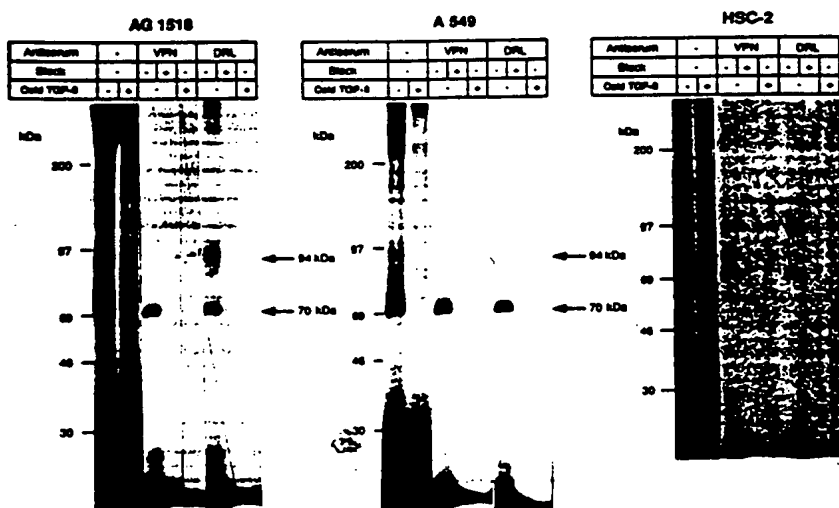 AG 1518
Antiserum - VPN DRL
Block - - + - - + -
Cold TGF-β - + - - + - - +
kDa
200
97
69
46
30
94 kDa
70 kDa
A 549
Antiserum - VPN DRL
Block - - + - - + -
Cold TGF-β - + - - + - - +
kDa
200
97
69
46
30
94 kDa
70 kDa
HSC-2
Antiserum - VPN DRL
Block - - + - - + -
Cold TGF-β - + - - + - - +
kDa
200
97
69
46
30